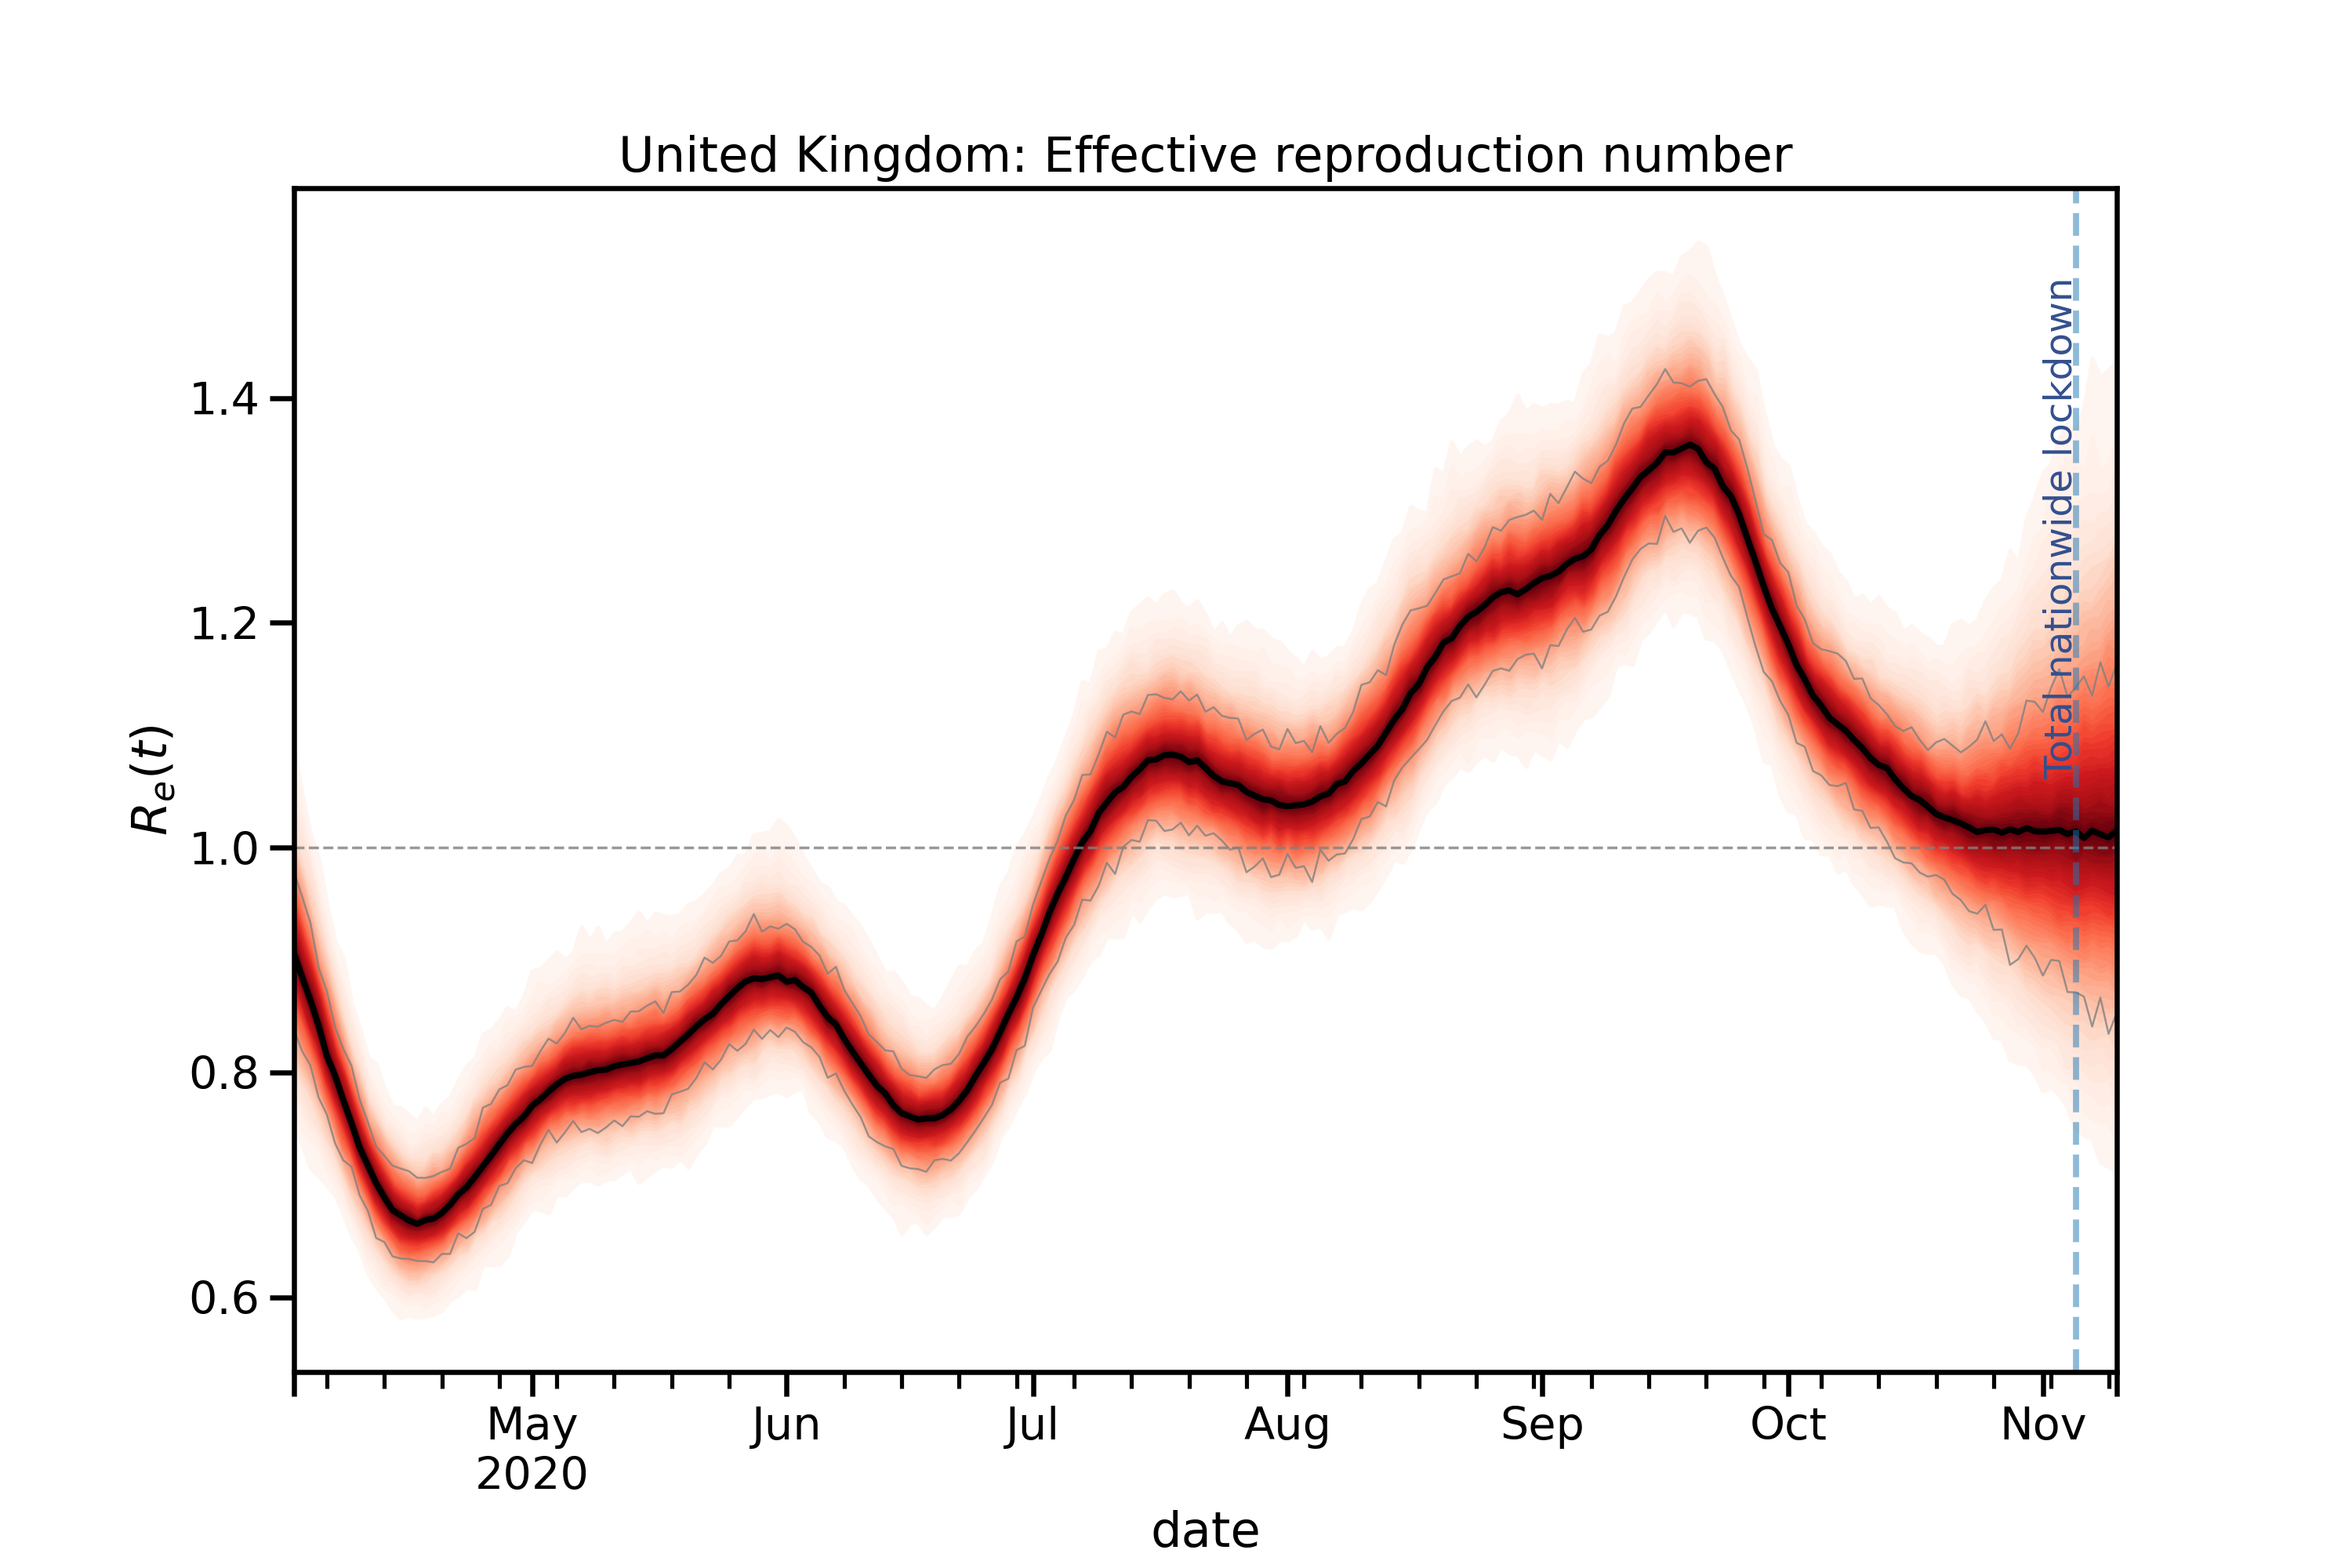 United Kingdom: Effective reproduction number
1.4
1.2
1.0
0.8
0.6
R_e(t)
Total nationwide lockdown
May
2020
Jun
Jul
Aug
Sep
Oct
Nov
date